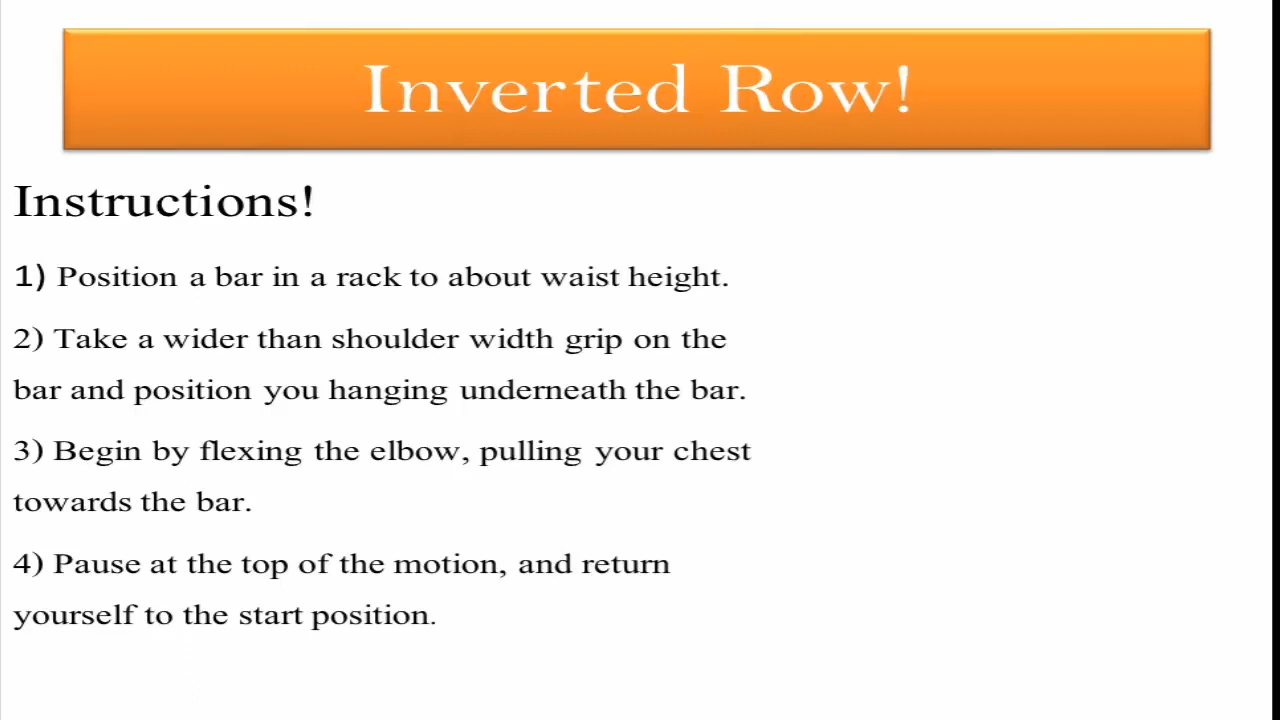 Inverted Row!
Instructions!
1) Position a bar in a rack to about waist height.
2) Take a wider than shoulder width grip on the
bar and position you hanging underneath the bar.
3) Begin by flexing the elbow, pulling your chest
towards the bar.
4) Pause at the top of the motion, and return
yourself to the start position.